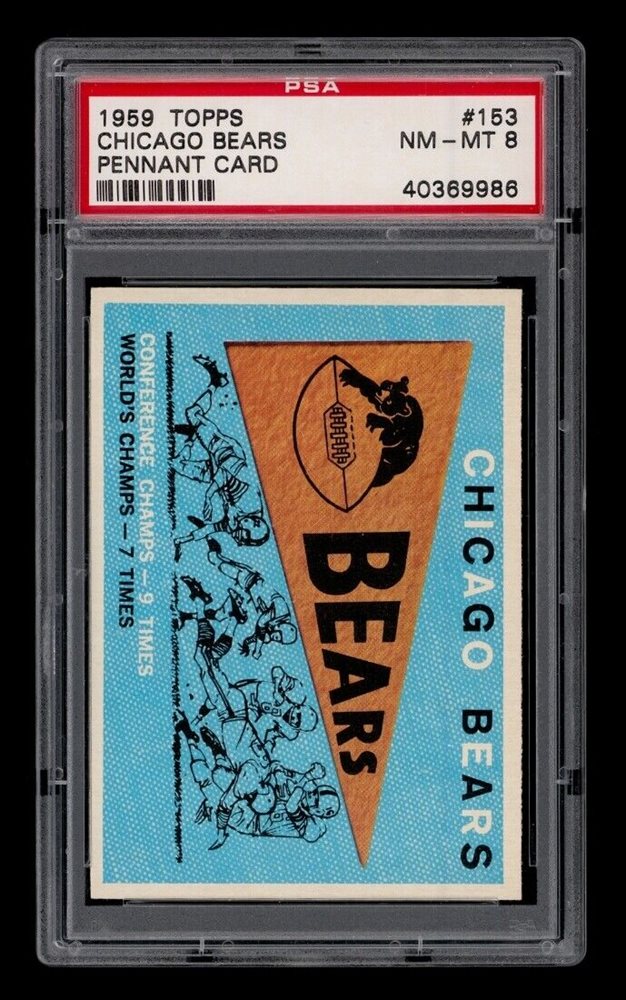 PSA
1959 TOPPS #153
CHICAGO BEARS NM - MT 8
PENNANT CARD
40369986
CHICAGO BEARS
BEARS
CONFERENCE CHAMPS - 9 TIMES
WORLD'S CHAMPS - 7 TIMES